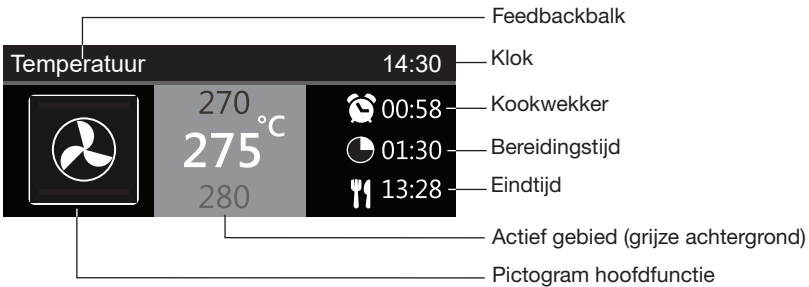 Feedbackbalk
Temperatuur 14:30 Klok
270 00:58 Kookwekker
275 °C 01:30 Bereidingstijd
280 13:28 Eindtijd
Actief gebied (grijze achtergrond)
Pictogram hoofdfunctie